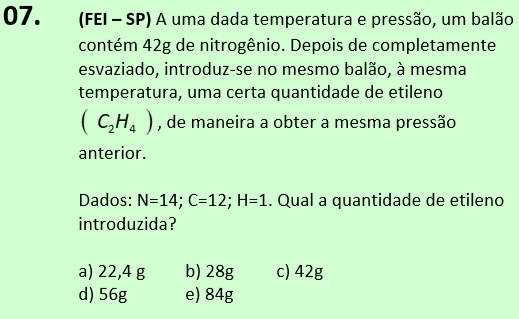 07. (FEI – SP) A uma dada temperatura e pressão, um balão
contém 42g de nitrogênio. Depois de completamente
esvaziado, introduz-se no mesmo balão, à mesma
temperatura, uma certa quantidade de etileno
( C₂H₄ ), de maneira a obter a mesma pressão
anterior.
Dados: N=14; C=12; H=1. Qual a quantidade de etileno
introduzida?
a) 22,4 g b) 28g c) 42g
d) 56g e) 84g